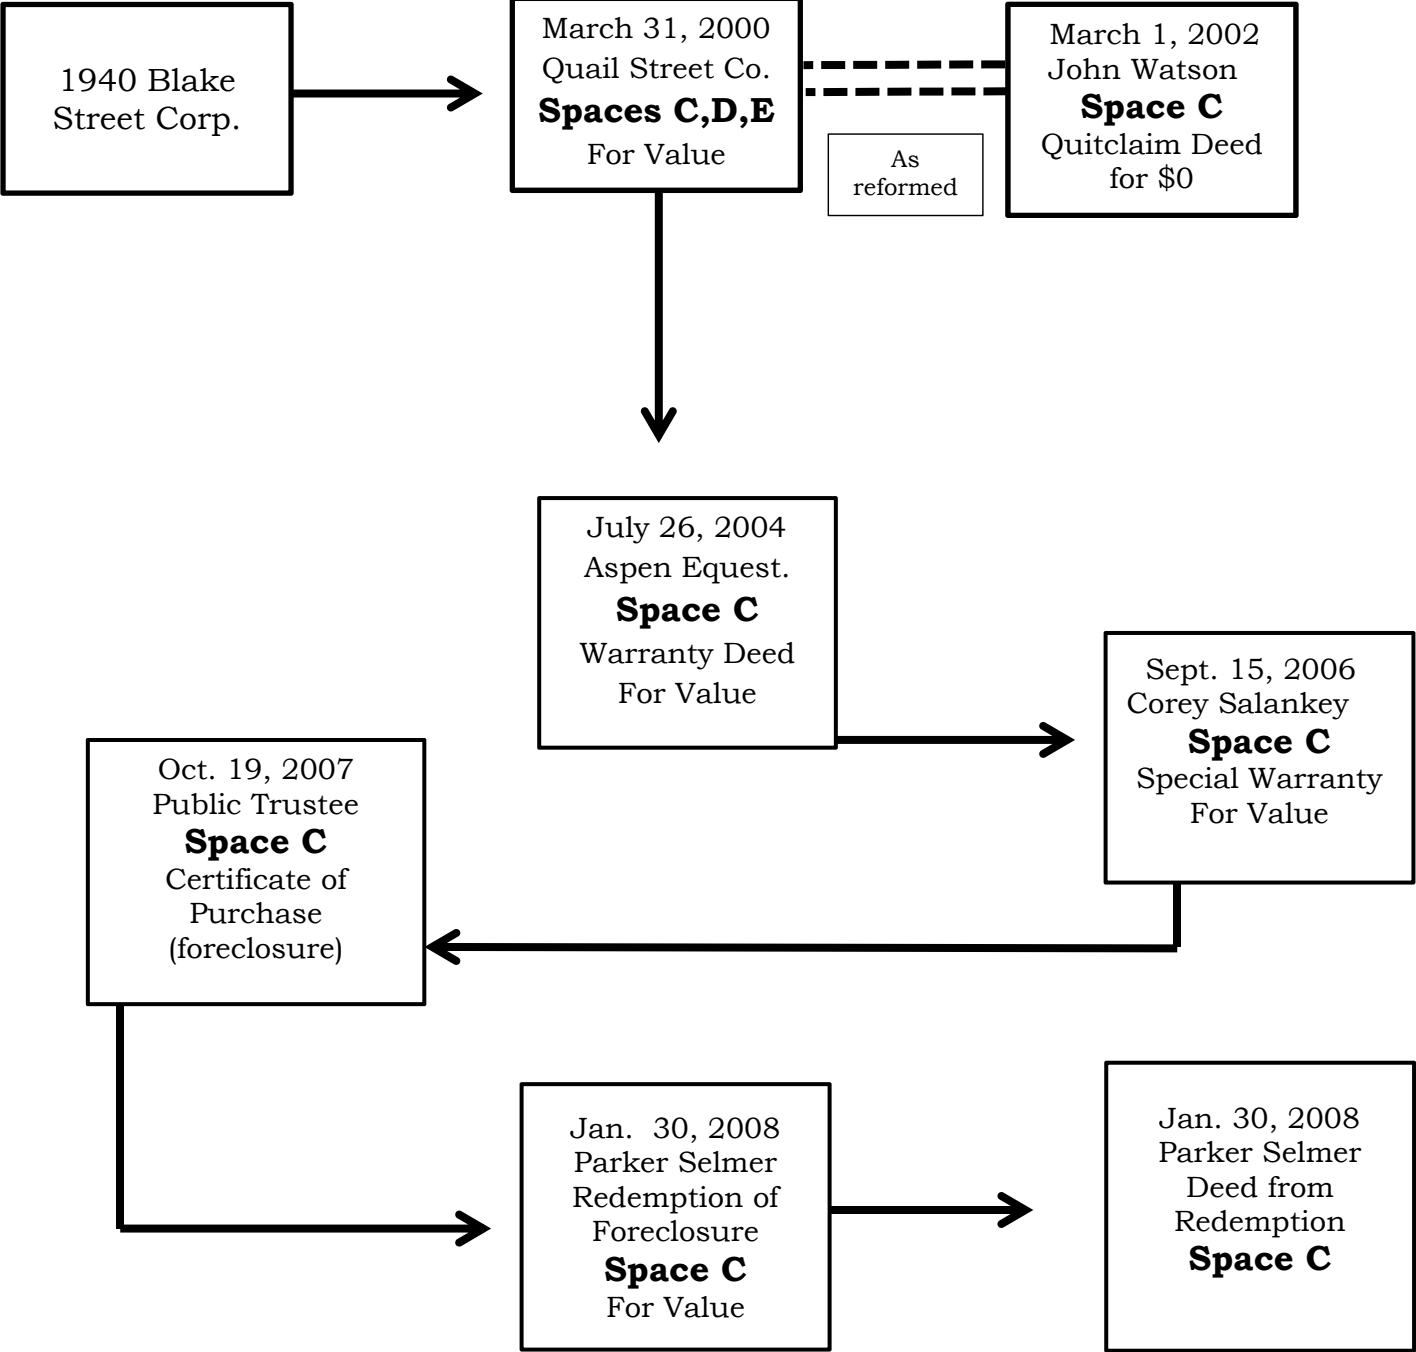 1940 Blake
Street Corp.
March 31, 2000
Quail Street Co.
Spaces C,D,E
For Value
As
reformed
March 1, 2002
John Watson
Space C
Quitclaim Deed
for $0
July 26, 2004
Aspen Equest.
Space C
Warranty Deed
For Value
Sept. 15, 2006
Corey Salankey
Space C
Special Warranty
For Value
Oct. 19, 2007
Public Trustee
Space C
Certificate of
Purchase
(foreclosure)
Jan. 30, 2008
Parker Selmer
Redemption of
Foreclosure
Space C
For Value
Jan. 30, 2008
Parker Selmer
Deed from
Redemption
Space C